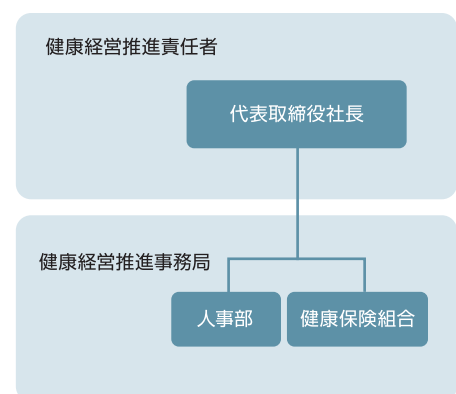 健康経営推進責任者
代表取締役社長
健康経営推進事務局
人事部
健康保険組合